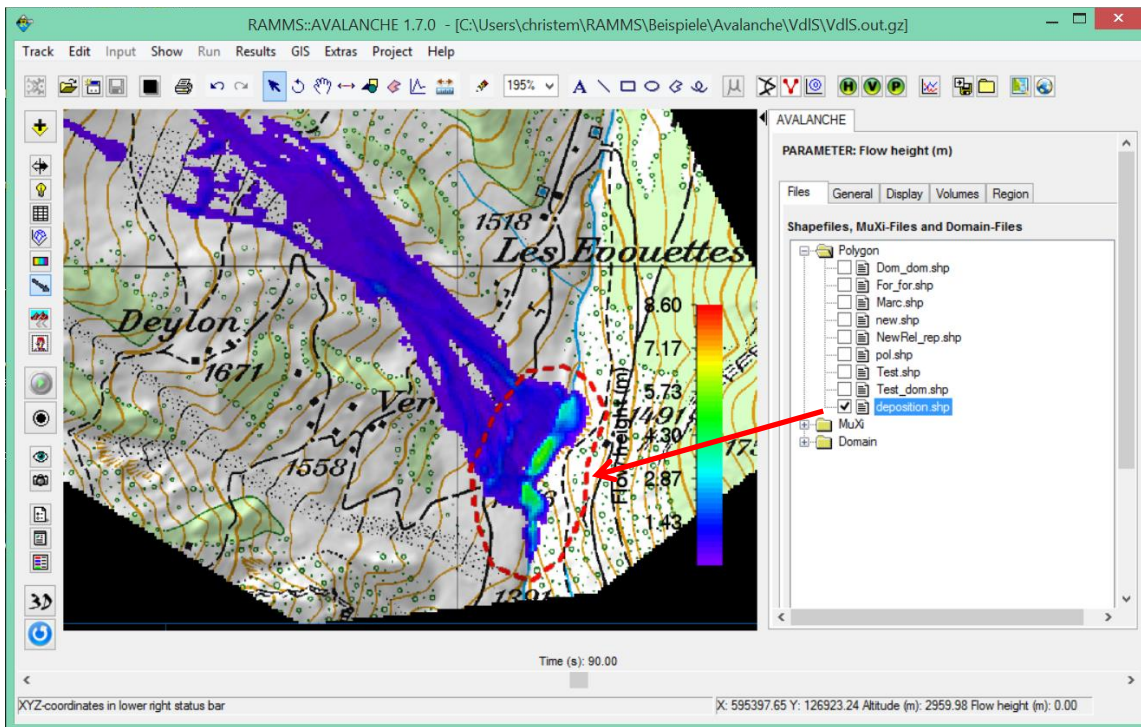 RAMMS::AVALANCHE 1.7.0 - [C:\Users\christem\RAMMS\Beispiele\Avalanche\VdlS\VdlS.out.gz]
Track Edit Input Show Run Results GIS Extras Project Help
195%
A
μ
H V P
AVALANCHE
PARAMETER: Flow height (m)
Files General Display Volumes Region
Shapefiles, MuXi-Files and Domain-Files
Polygon
Dom_dom.shp
For_for.shp
Marc.shp
new.shp
NewRel_rep.shp
pol.shp
Test.shp
Test_dom.shp
deposition.shp
MuXi
Domain
1518
Les Evouettes
Deylon
1671
Ver
1558
1491
1391
8.60
7.17
5.73
4.30
2.87
1.43
Flow height (m)
3D
Time (s): 90.00
XYZ-coordinates in lower right status bar
X: 595397.65 Y: 126923.24 Altitude (m): 2959.98 Flow height (m): 0.00